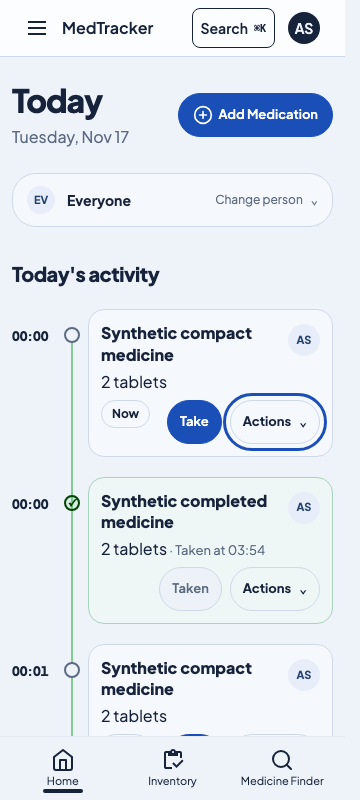 MedTracker
Search ⌘K
AS
Today
Tuesday, Nov 17
Add Medication
EV
Everyone
Change person
Today's activity
00:00
Synthetic compact
medicine
AS
2 tablets
Now
Take
Actions
00:00
Synthetic completed
medicine
AS
2 tablets · Taken at 03:54
Taken
Actions
00:01
Synthetic compact
medicine
AS
2 tablets
Home
Inventory
Medicine Finder